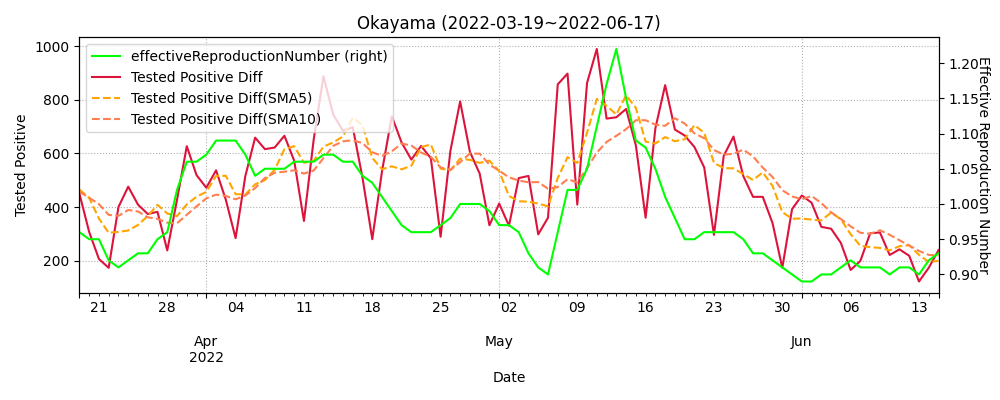 Okayama (2022-03-19~2022-06-17)
effectiveReproductionNumber (right)
Tested Positive Diff
Tested Positive Diff(SMA5)
Tested Positive Diff(SMA10)
Tested Positive
1000
800
600
400
200
1.20
1.15
1.10
1.05
1.00
0.95
0.90
Effective Reproduction Number
21 28 04 11 18 25 02 09 16 23 30 06 13
Apr May Jun
2022
Date